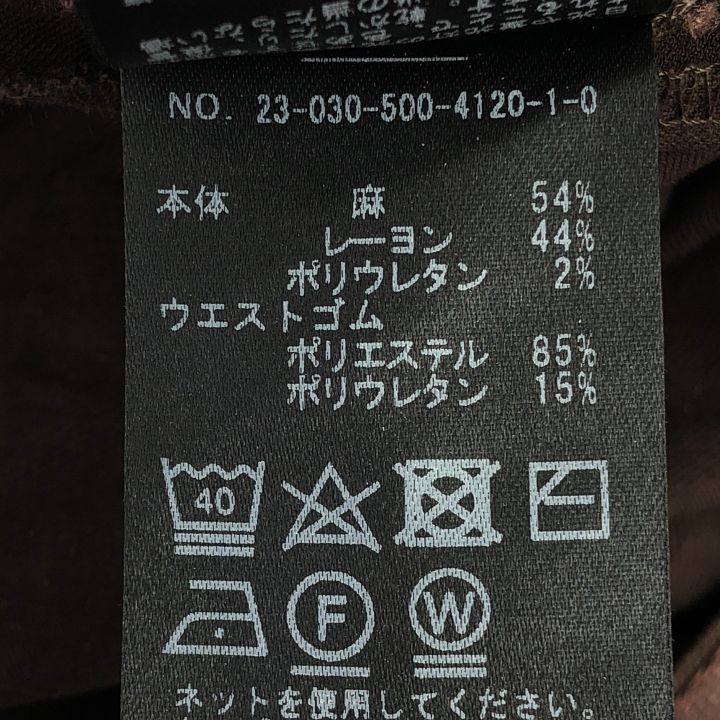 NO. 23-030-500-4120-1-0
本体 麻 54%
レーヨン 44%
ポリウレタン 2%
ウエストゴム
ポリエステル 85%
ポリウレタン 15%
40
F W
ネットを使用してください。